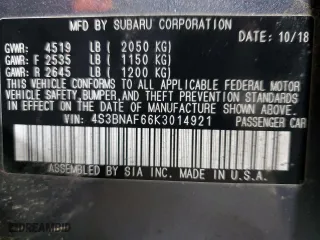 MFD BY SUBARU CORPORATION
DATE: 10/18
GVWR: 4519 LB ( 2050 KG)
GAWR: F 2535 LB ( 1150 KG)
GAWR: R 2645 LB ( 1200 KG)
THIS VEHICLE CONFORMS TO ALL APPLICABLE FEDERAL MOTOR
VEHICLE SAFETY, BUMPER, AND THEFT PREVENTION STANDARDS
IN EFFECT ON THE DATE OF MANUFACTURE SHOWN ABOVE.
VIN: 4S3BNAF66K3014921 PASSENGER CAR
ASSEMBLED BY SIA INC IN U.S.A.
DREAMBID